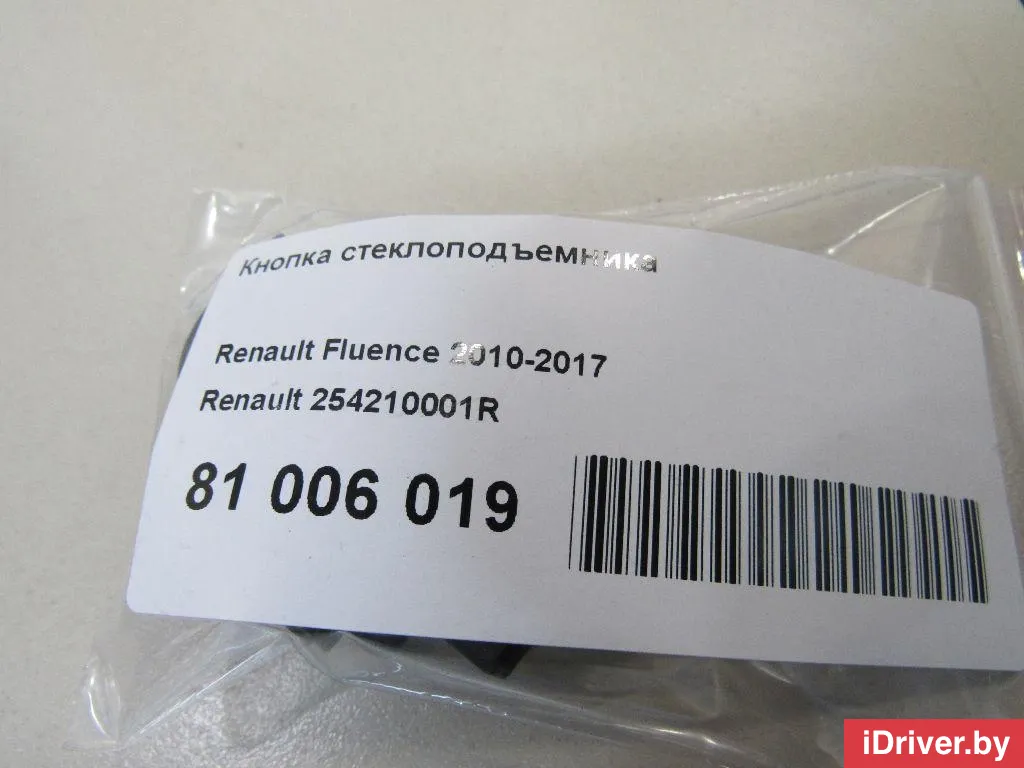 Кнопка стеклоподъемника
Renault Fluence 2010-2017
Renault 254210001R
81 006 019
iDriver.by